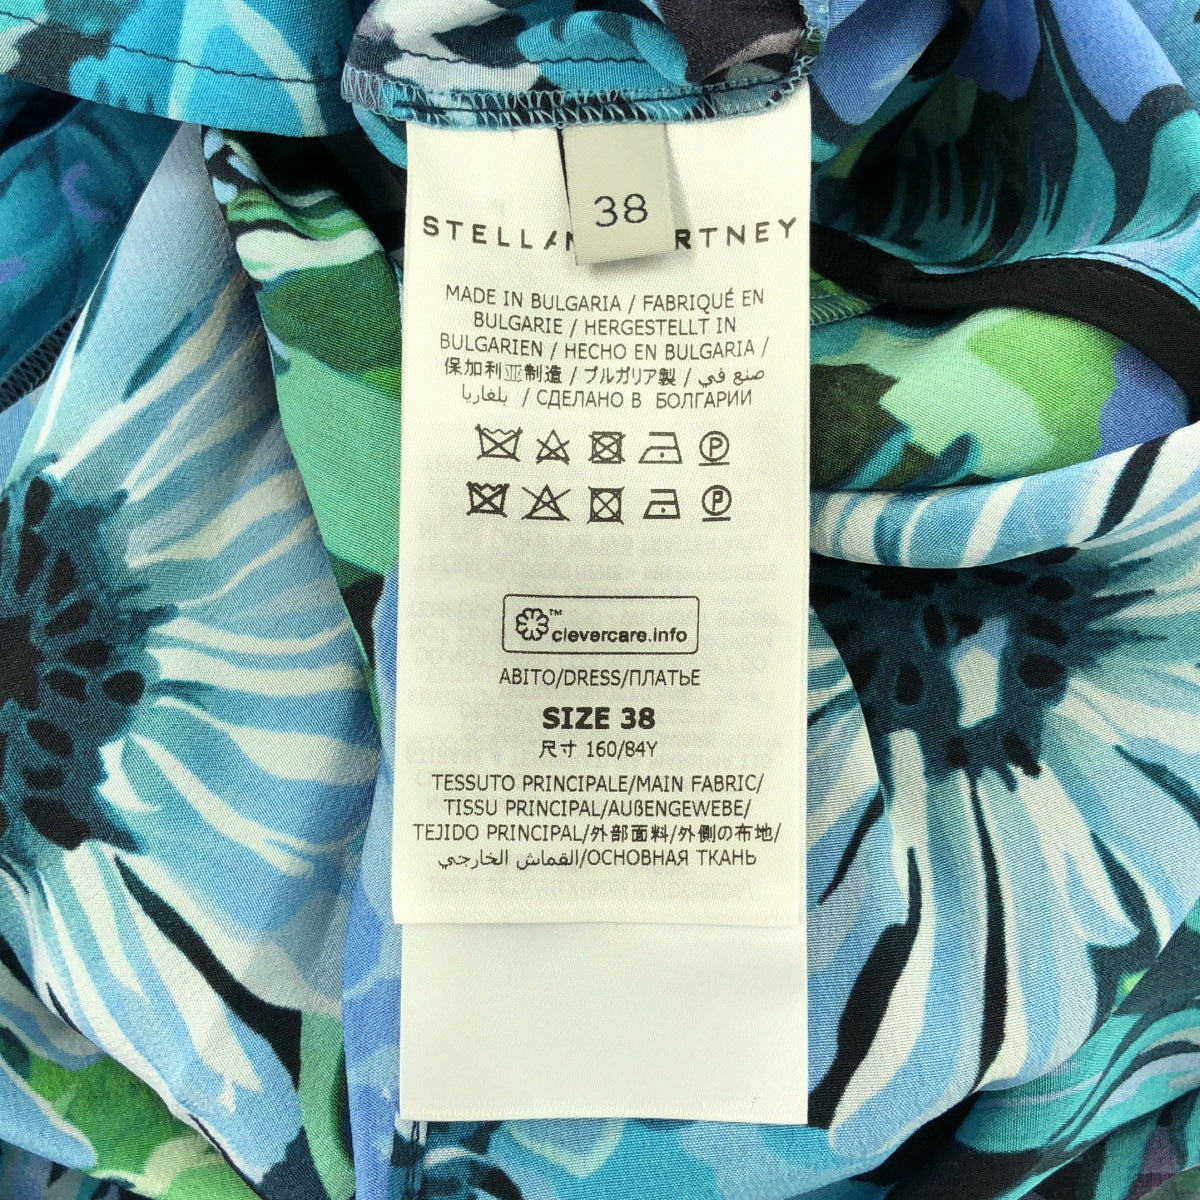 38
STELLA RTNEY
MADE IN BULGARIA / FABRIQUÉ EN
BULGARIE / HERGESTELLT IN
BULGARIEN / HECHO EN BULGARIA /
保加利亚制造 / ブルガリア製 / صنع في
بلغاريا / СДЕЛАНО В БОЛГАРИИ
P
P
™
clevercare.info
ABITO/DRESS/ПЛАТЬЕ
SIZE 38
尺寸 160/84Y
TESSUTO PRINCIPALE/MAIN FABRIC/
TISSU PRINCIPAL/AUßENGEWEBE/
TEJIDO PRINCIPAL/外部面料/外側の布地/
القماش الخارجي/ОСНОВНАЯ ТКАНЬ